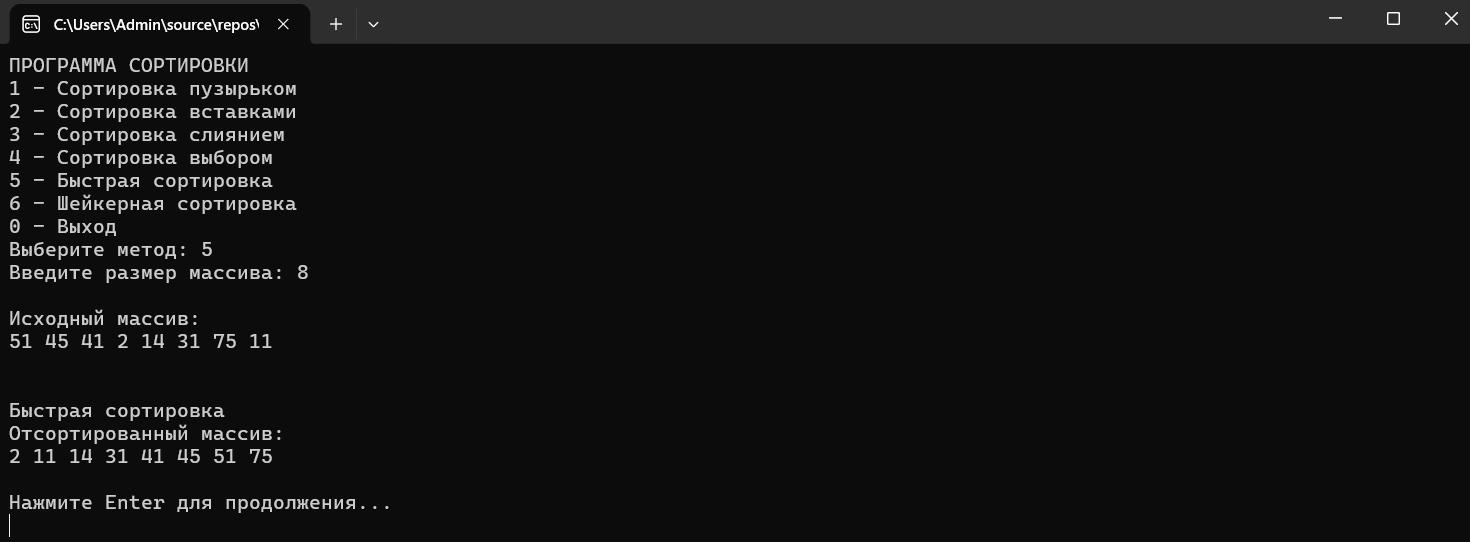 C:\Users\Admin\source\repos\
ПРОГРАММА СОРТИРОВКИ
1 - Сортировка пузырьком
2 - Сортировка вставками
3 - Сортировка слиянием
4 - Сортировка выбором
5 - Быстрая сортировка
6 - Шейкерная сортировка
0 - Выход
Выберите метод: 5
Введите размер массива: 8
Исходный массив:
51 45 41 2 14 31 75 11
Быстрая сортировка
Отсортированный массив:
2 11 14 31 41 45 51 75
Нажмите Enter для продолжения...